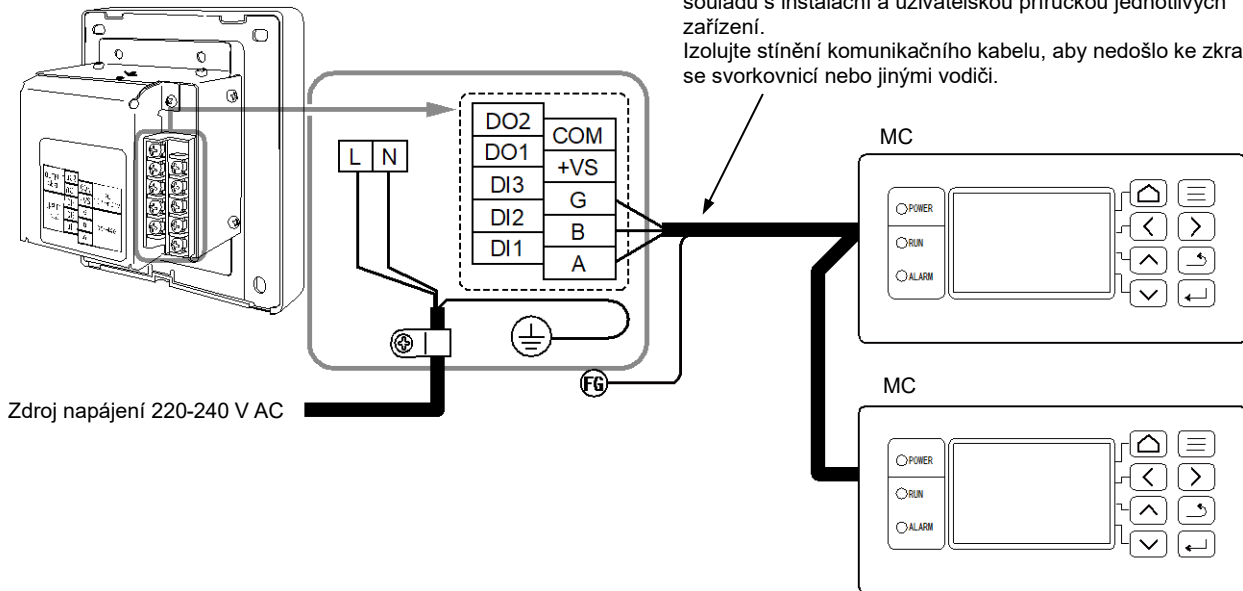 souladu s instalační a uživatelskou příručkou jednotlivých
zařízení.
Izolujte stínění komunikačního kabelu, aby nedošlo ke zkra
se svorkovnicí nebo jinými vodiči.
L N
DO2
DO1
DI3
DI2
DI1
COM
+VS
G
B
A
FG
Zdroj napájení 220-240 V AC
MC
POWER
RUN
ALARM
MC
POWER
RUN
ALARM